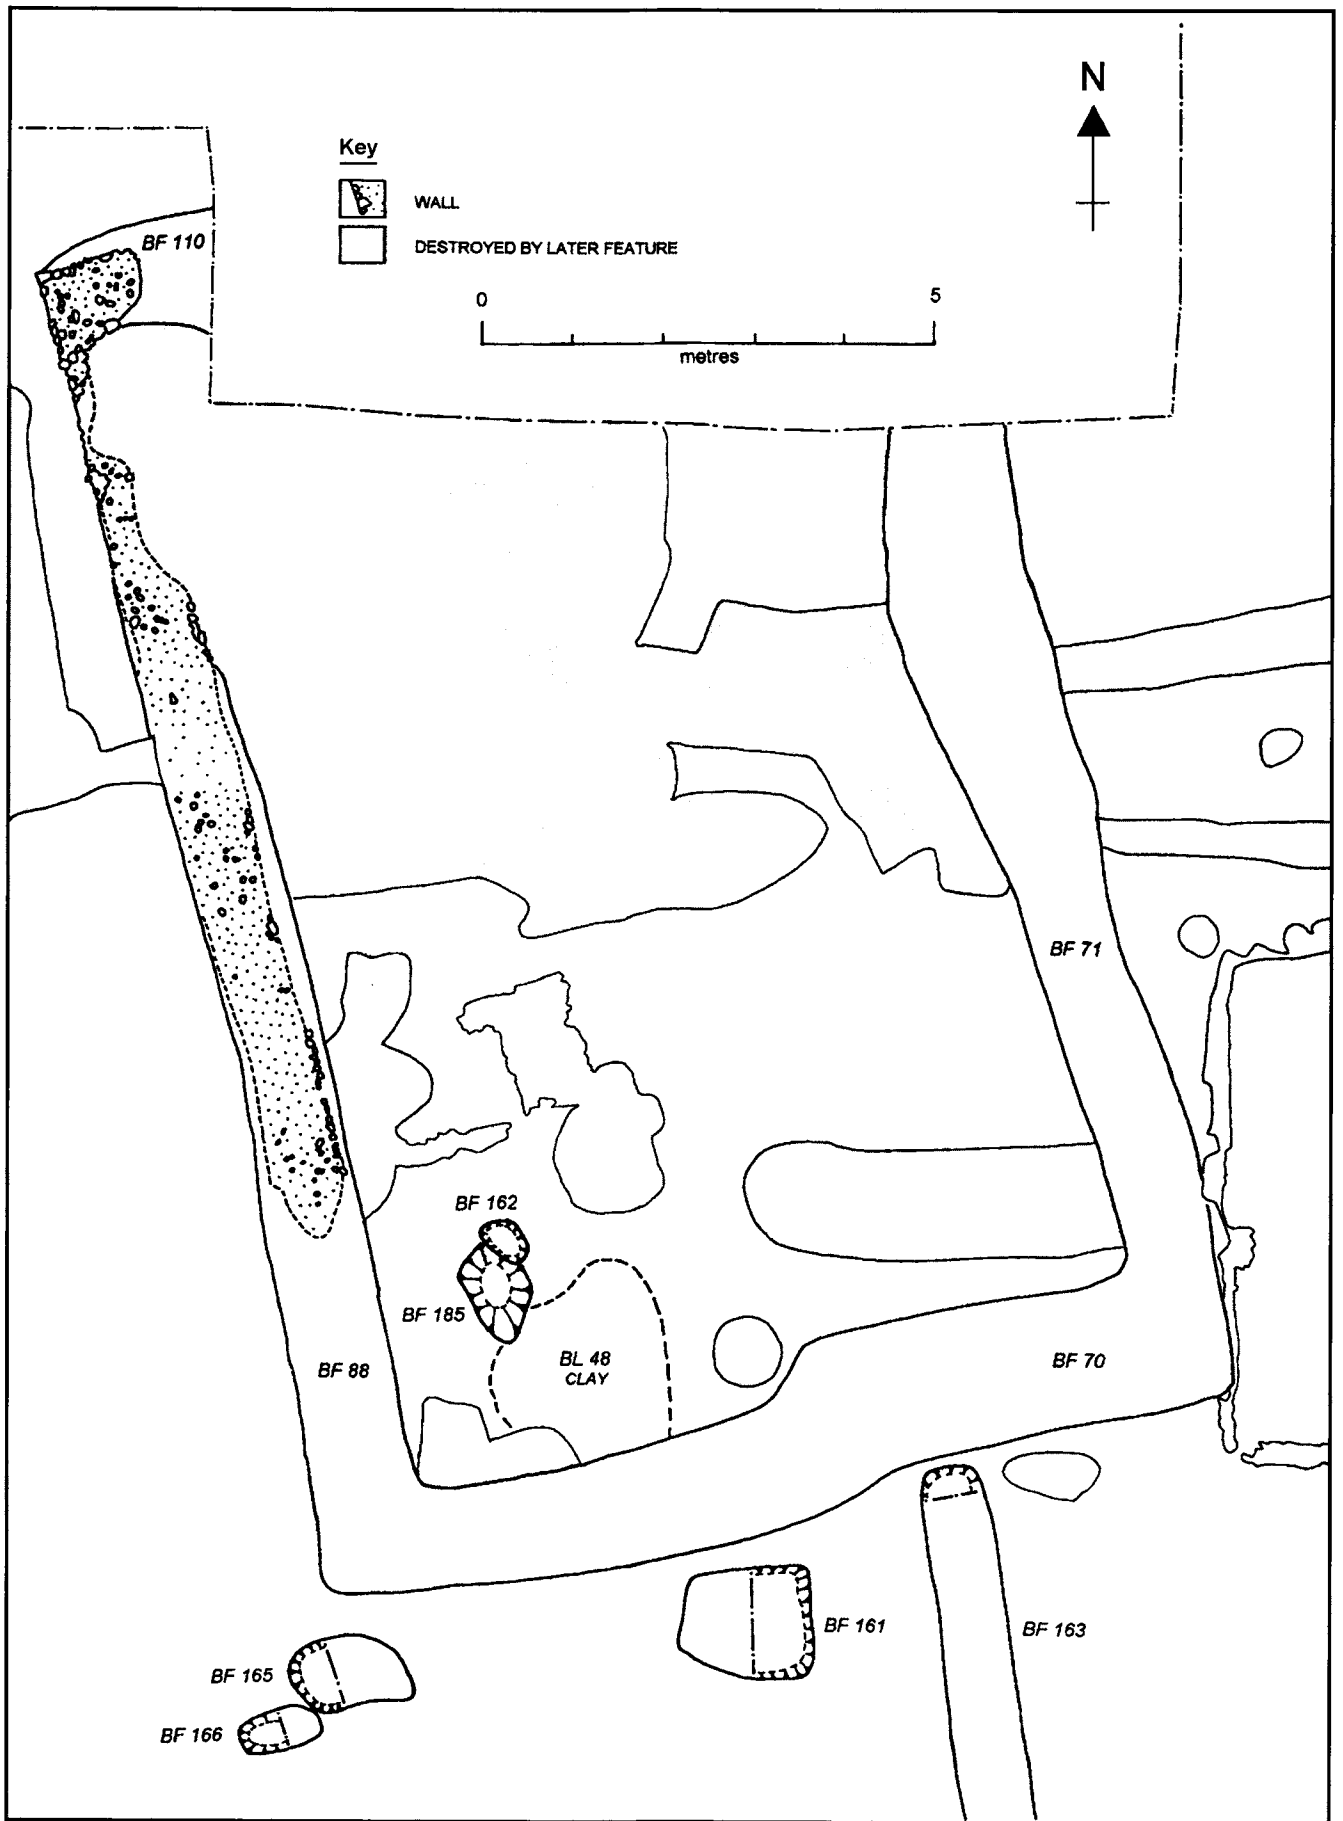 N
Key
WALL
DESTROYED BY LATER FEATURE
BF 110
0 5
metres
BF 71
BF 162
BF 185
BL 48
CLAY
BF 88
BF 70
BF 161
BF 163
BF 165
BF 166